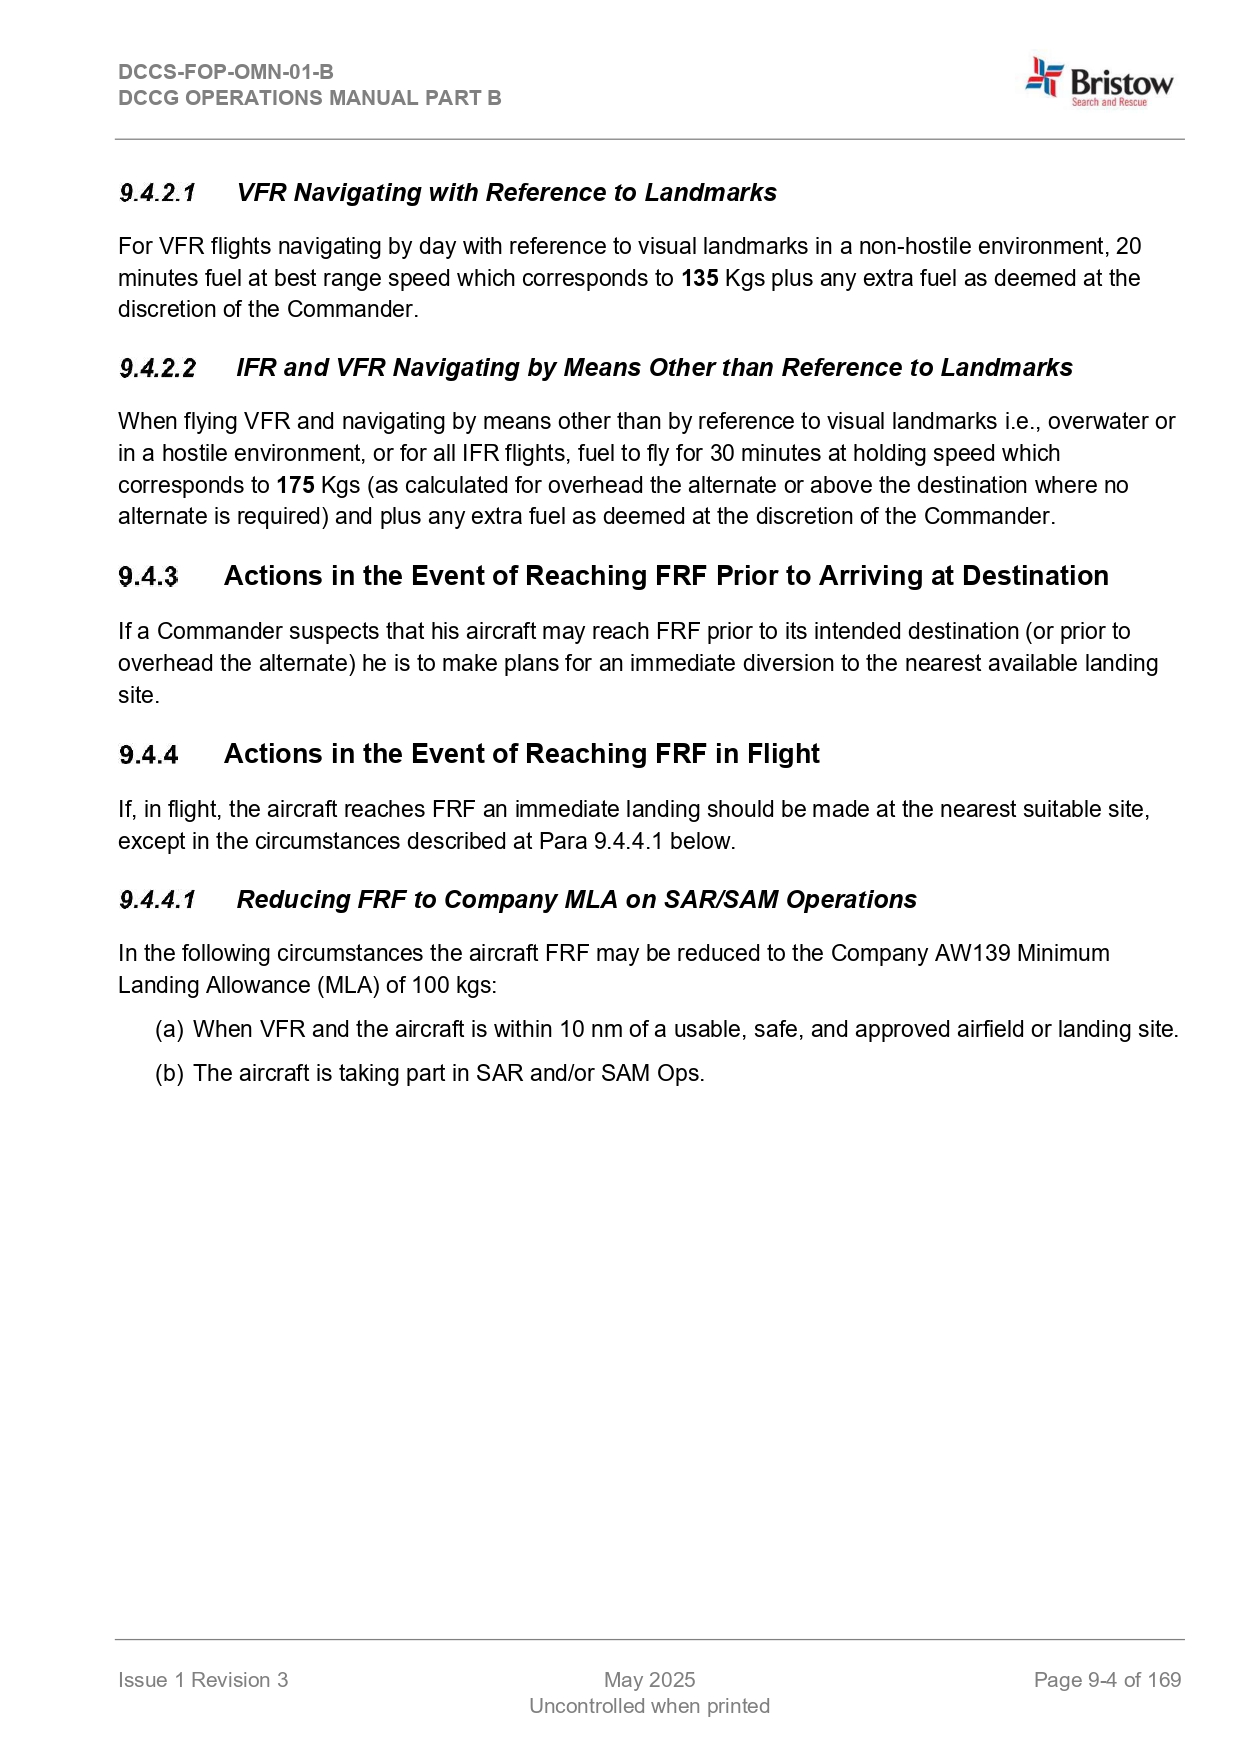 DCCS-FOP-OMN-01-B
DCCG OPERATIONS MANUAL PART B
Bristow
Search and Rescue
9.4.2.1 VFR Navigating with Reference to Landmarks
For VFR flights navigating by day with reference to visual landmarks in a non-hostile environment, 20
minutes fuel at best range speed which corresponds to 135 Kgs plus any extra fuel as deemed at the
discretion of the Commander.
9.4.2.2 IFR and VFR Navigating by Means Other than Reference to Landmarks
When flying VFR and navigating by means other than by reference to visual landmarks i.e., overwater or
in a hostile environment, or for all IFR flights, fuel to fly for 30 minutes at holding speed which
corresponds to 175 Kgs (as calculated for overhead the alternate or above the destination where no
alternate is required) and plus any extra fuel as deemed at the discretion of the Commander.
9.4.3 Actions in the Event of Reaching FRF Prior to Arriving at Destination
If a Commander suspects that his aircraft may reach FRF prior to its intended destination (or prior to
overhead the alternate) he is to make plans for an immediate diversion to the nearest available landing
site.
9.4.4 Actions in the Event of Reaching FRF in Flight
If, in flight, the aircraft reaches FRF an immediate landing should be made at the nearest suitable site,
except in the circumstances described at Para 9.4.4.1 below.
9.4.4.1 Reducing FRF to Company MLA on SAR/SAM Operations
In the following circumstances the aircraft FRF may be reduced to the Company AW139 Minimum
Landing Allowance (MLA) of 100 kgs:
(a) When VFR and the aircraft is within 10 nm of a usable, safe, and approved airfield or landing site.
(b) The aircraft is taking part in SAR and/or SAM Ops.
Issue 1 Revision 3 May 2025 Page 9-4 of 169
Uncontrolled when printed